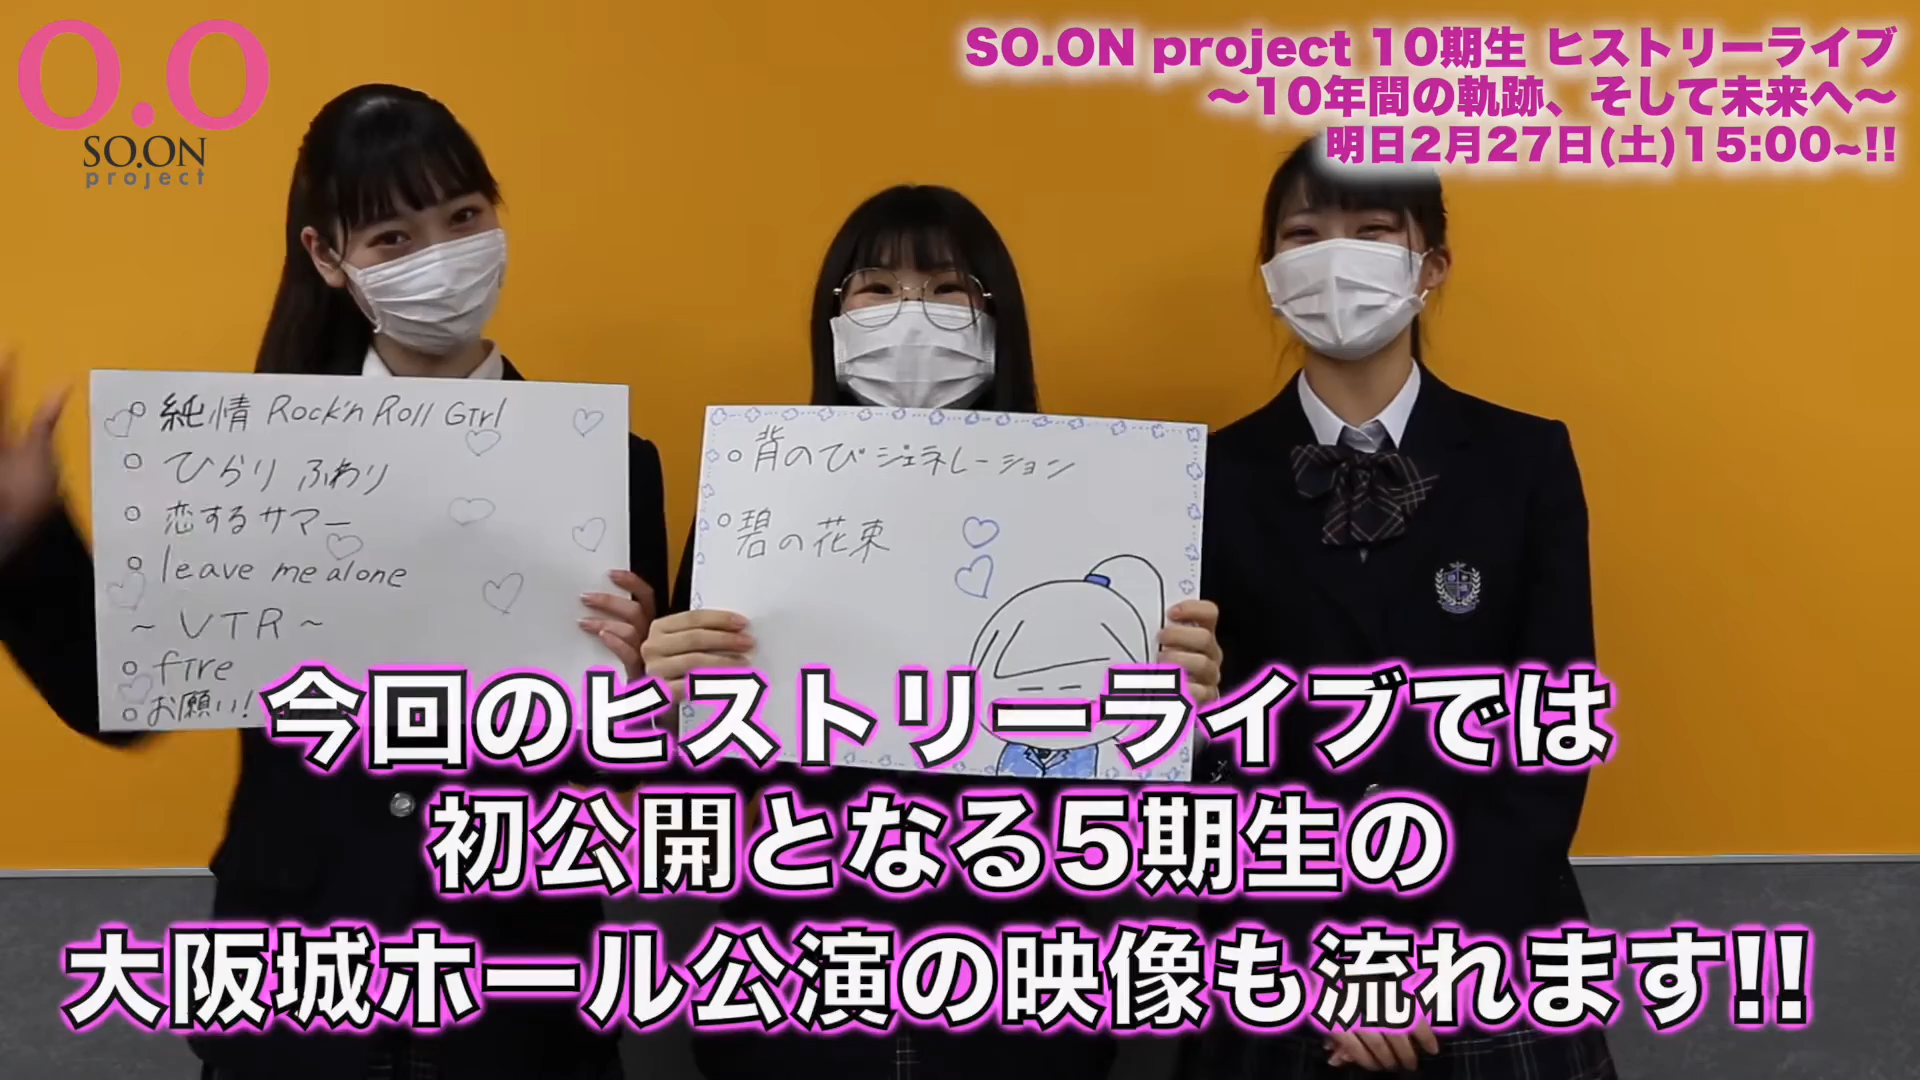 O.O
SO.ON
project
SO.ON project 10期生 ヒストリーライブ
〜10年間の軌跡、そして未来へ〜
明日2月27日(土)15:00~!!
○ 純情 Rock'n Roll Girl
○ ひらり ふわり
○ 恋するサマー
○ leave me alone
~ VTR ~
○ fire
○ お願い!
○ 背のび ジェネレーション
○ 碧の花束
今回のヒストリーライブでは
初公開となる5期生の
大阪城ホール公演の映像も流れます!!